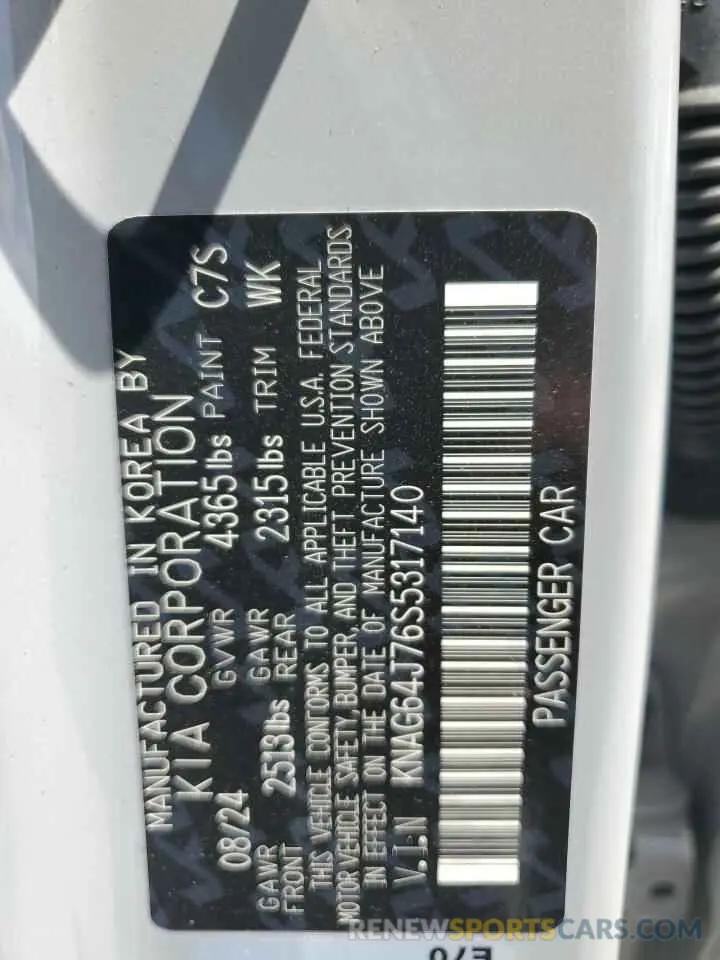 MANUFACTURED IN KOREA BY
KIA CORPORATION
08/24 GVWR 4365lbs PAINT C7S
GAWR FRONT 2513lbs GAWR REAR 2315lbs TRIM WK
THIS VEHICLE CONFORMS TO ALL APPLICABLE U.S.A. FEDERAL
MOTOR VEHICLE SAFETY, BUMPER, AND THEFT PREVENTION STANDARDS
IN EFFECT ON THE DATE OF MANUFACTURE SHOWN ABOVE
V.I.N KNAG64J76S5317140
PASSENGER CAR
RENEWSPORTSCARS.COM